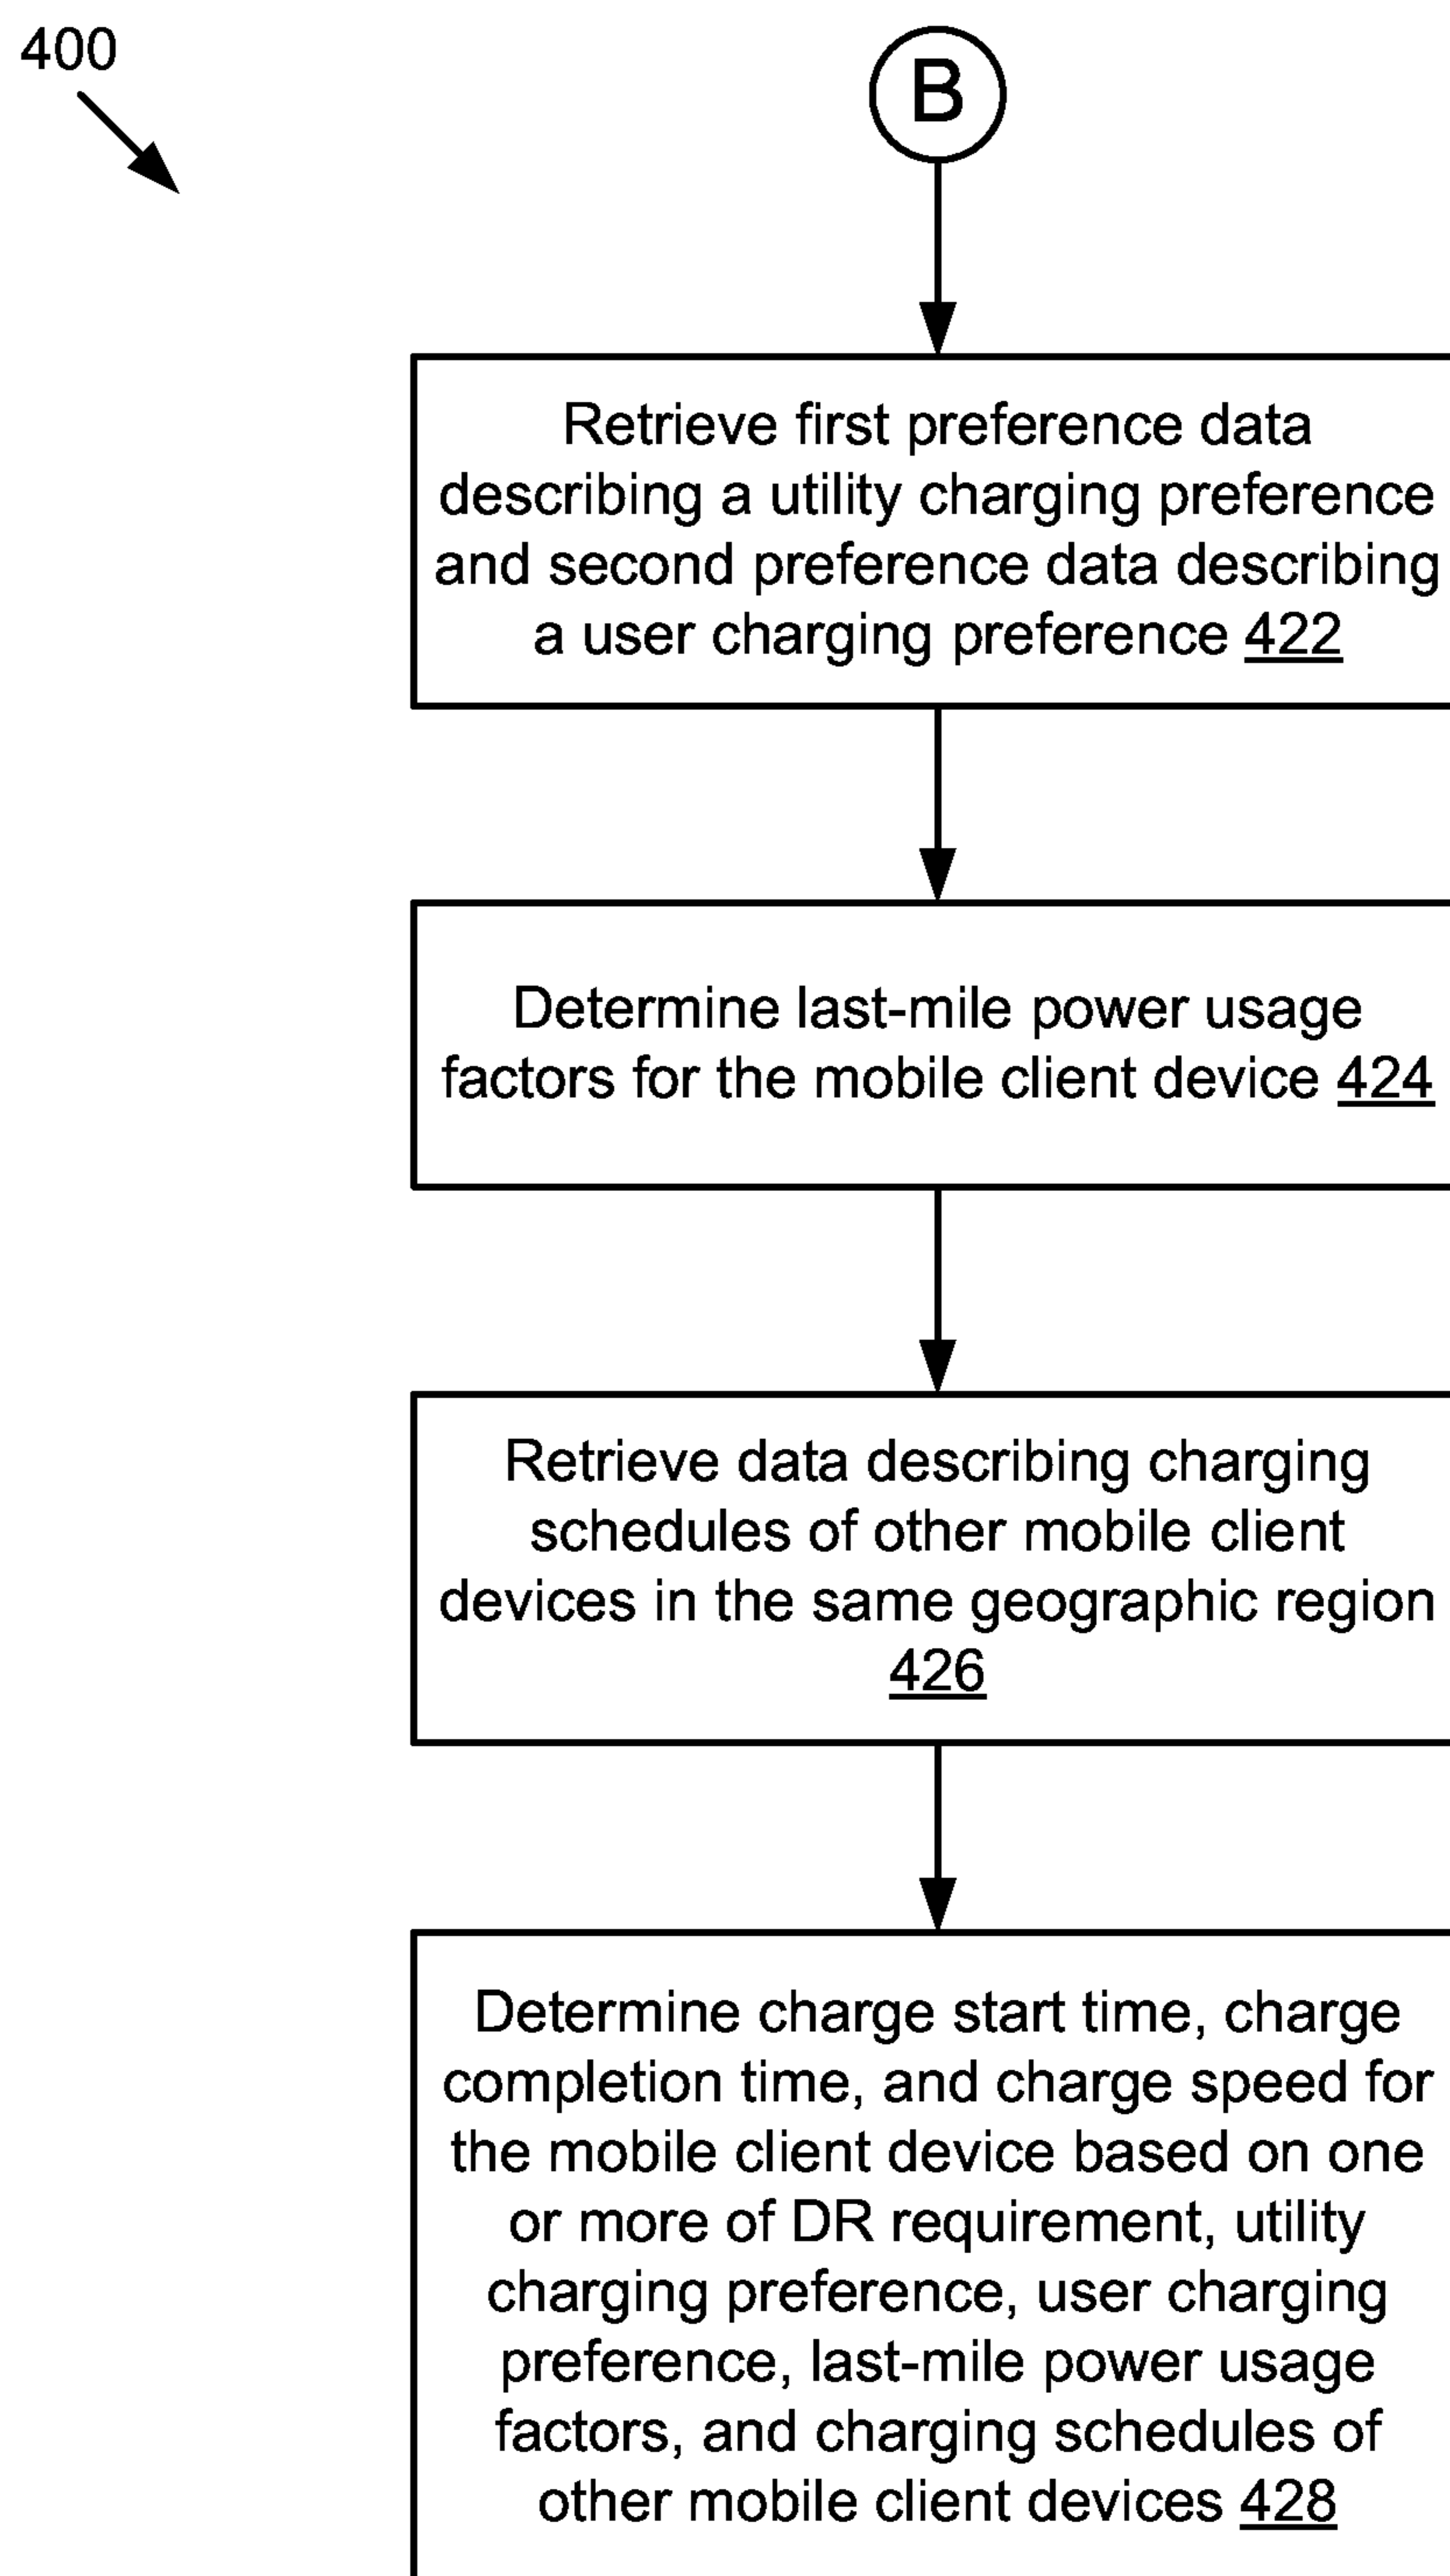 400
B
Retrieve first preference data
describing a utility charging preference
and second preference data describing
a user charging preference 422
Determine last-mile power usage
factors for the mobile client device 424
Retrieve data describing charging
schedules of other mobile client
devices in the same geographic region
426
Determine charge start time, charge
completion time, and charge speed for
the mobile client device based on one
or more of DR requirement, utility
charging preference, user charging
preference, last-mile power usage
factors, and charging schedules of
other mobile client devices 428